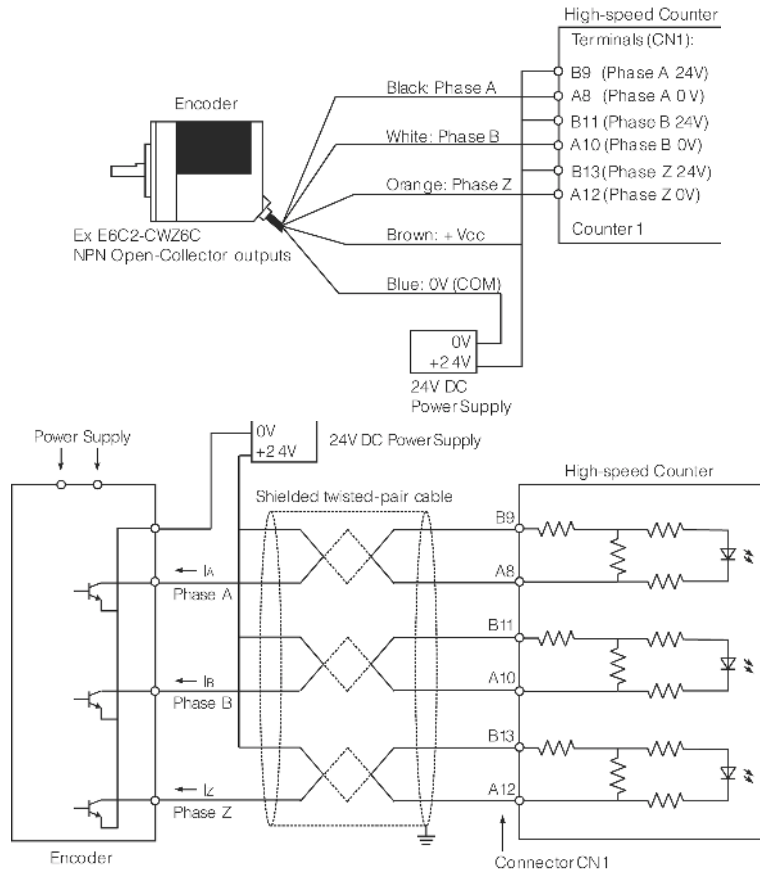 High-speed Counter
Terminals (CN1):
B9 (Phase A 24V)
Black: Phase A
A8 (Phase A 0V)
Encoder
B11 (Phase B 24V)
White: Phase B
A10 (Phase B 0V)
B13 (Phase Z 24V)
Orange: Phase Z
A12 (Phase Z 0V)
Ex E6C2-CWZ6C
NPN Open-Collector outputs
Brown: +Vcc
Counter 1
Blue: 0V (COM)
0V
+24V
24V DC
Power Supply
Power Supply
0V
+24V
24V DC Power Supply
High-speed Counter
Shielded twisted-pair cable
B9
IA
A8
Phase A
B11
IB
A10
Phase B
B13
IZ
A12
Phase Z
Encoder
Connector CN1